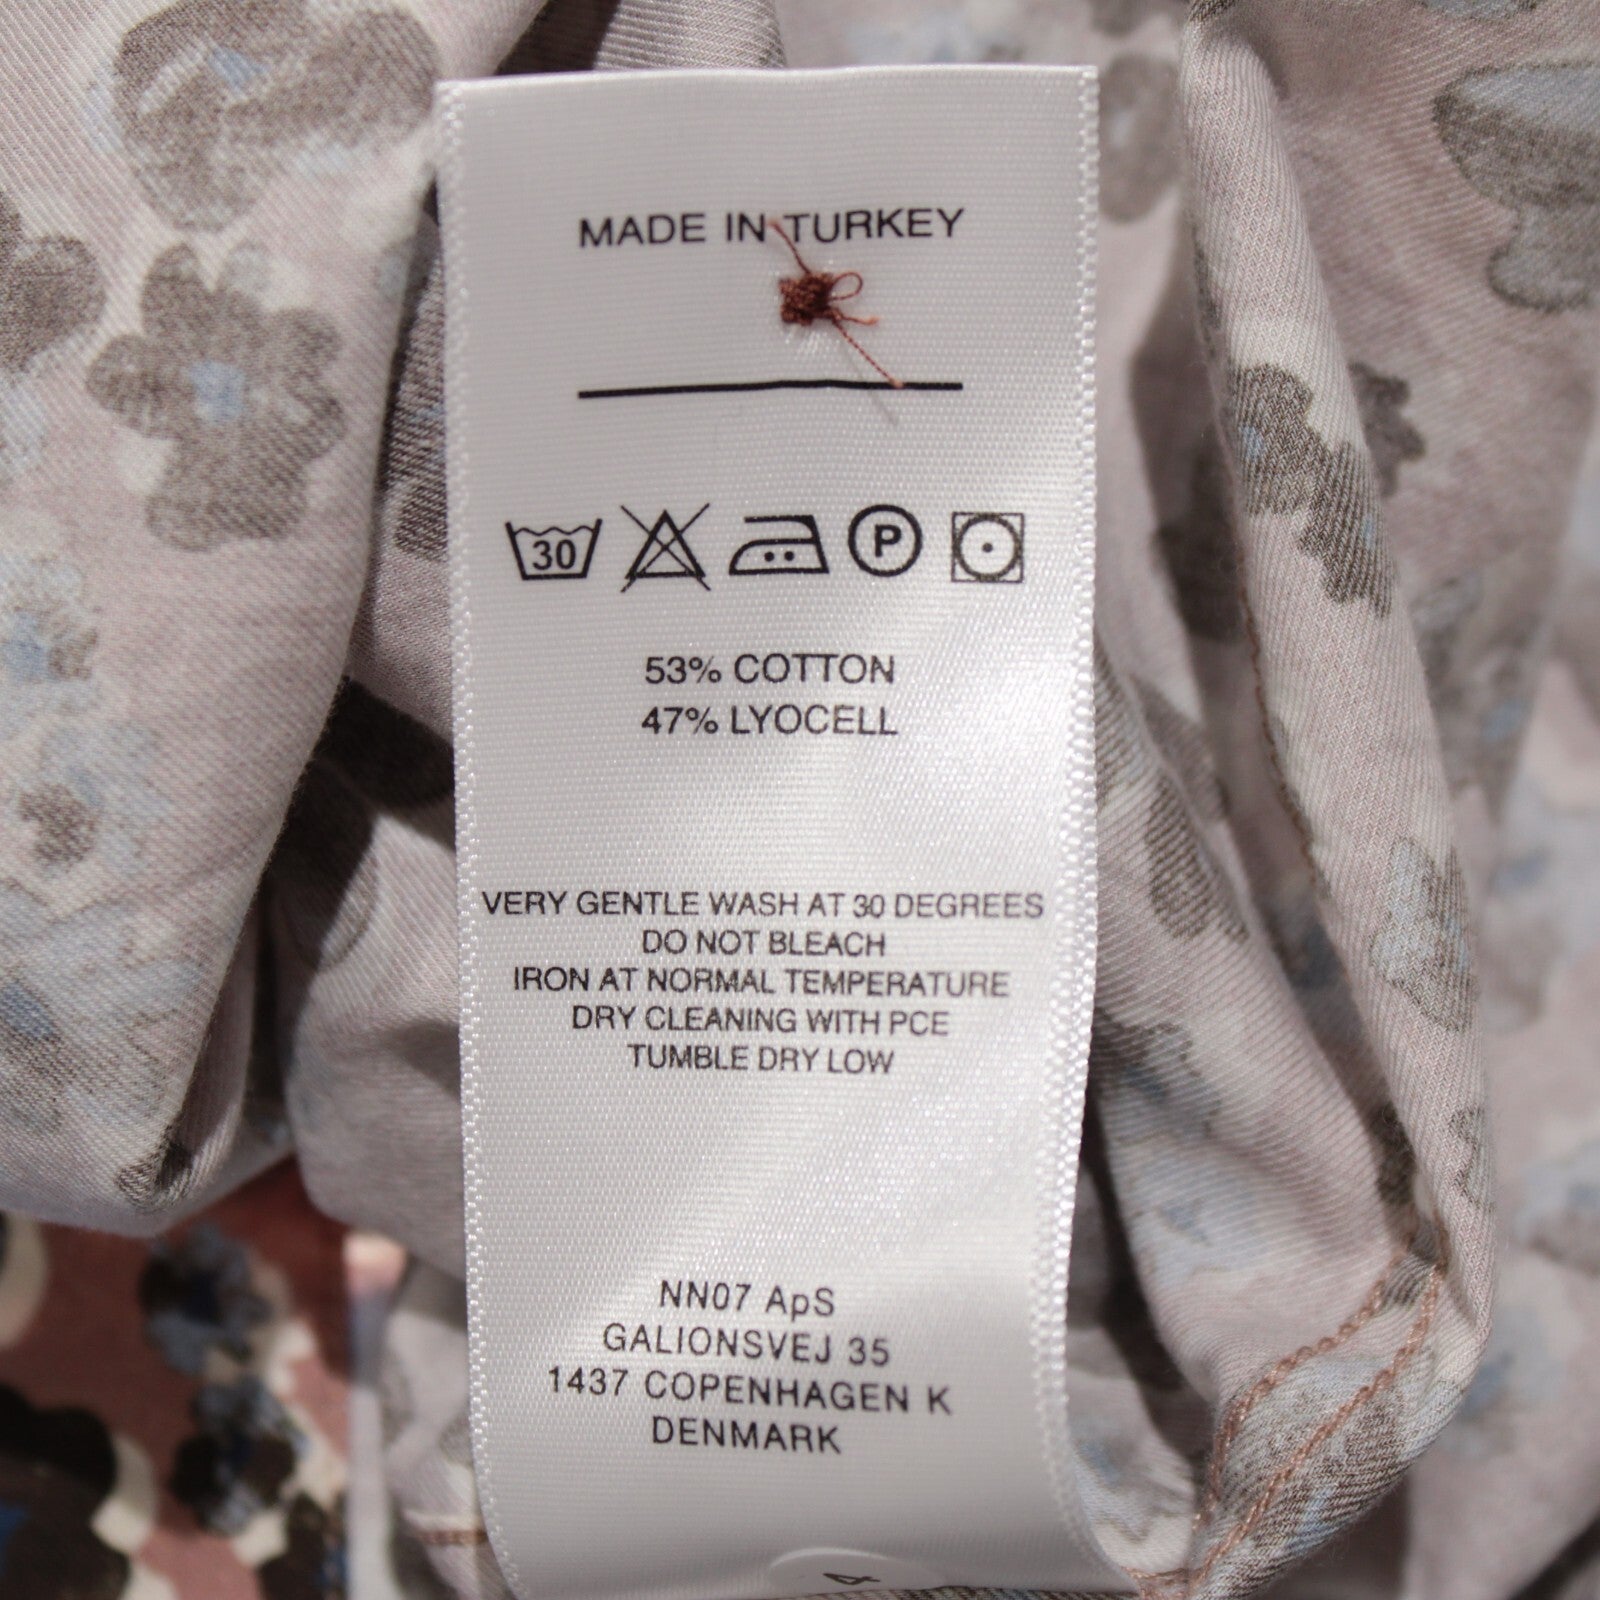 MADE IN TURKEY
30 P
53% COTTON
47% LYOCELL
VERY GENTLE WASH AT 30 DEGREES
DO NOT BLEACH
IRON AT NORMAL TEMPERATURE
DRY CLEANING WITH PCE
TUMBLE DRY LOW
NN07 ApS
GALIONSVEJ 35
1437 COPENHAGEN K
DENMARK